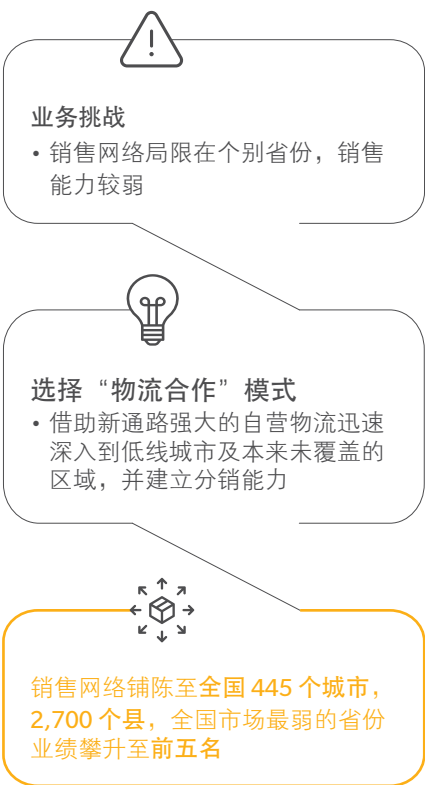 业务挑战
• 销售网络局限在个别省份，销售
能力较弱
选择“物流合作”模式
• 借助新通路强大的自营物流迅速
深入到低线城市及本来未覆盖的
区域，并建立分销能力
销售网络铺陈至全国 445 个城市，
2,700 个县，全国市场最弱的省份
业绩攀升至前五名